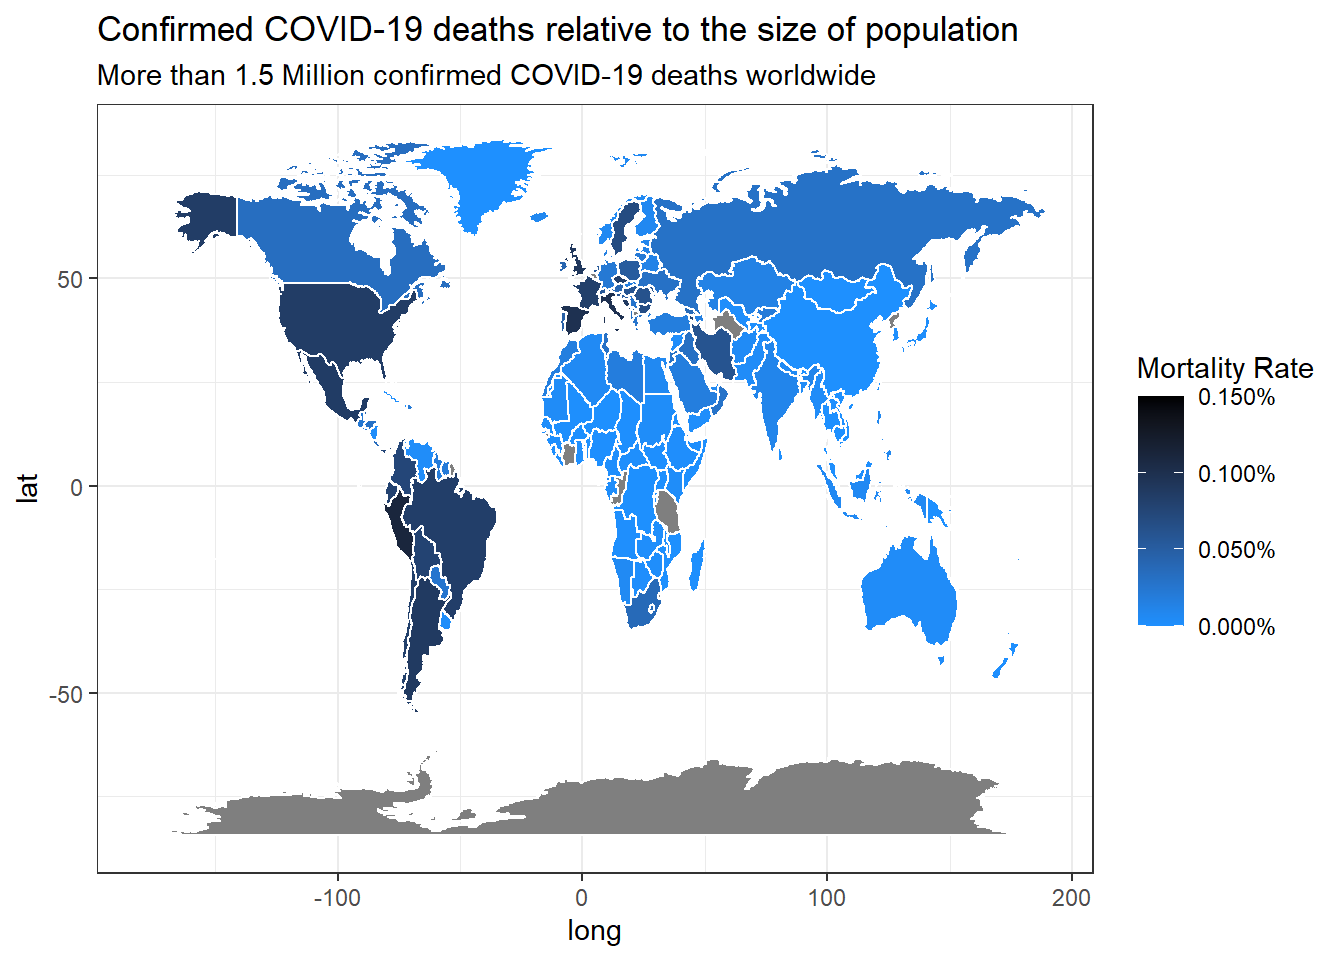 Confirmed COVID-19 deaths relative to the size of population
More than 1.5 Million confirmed COVID-19 deaths worldwide
50
0
-50
lat
-100
0
100
200
long
Mortality Rate
0.150%
0.100%
0.050%
0.000%